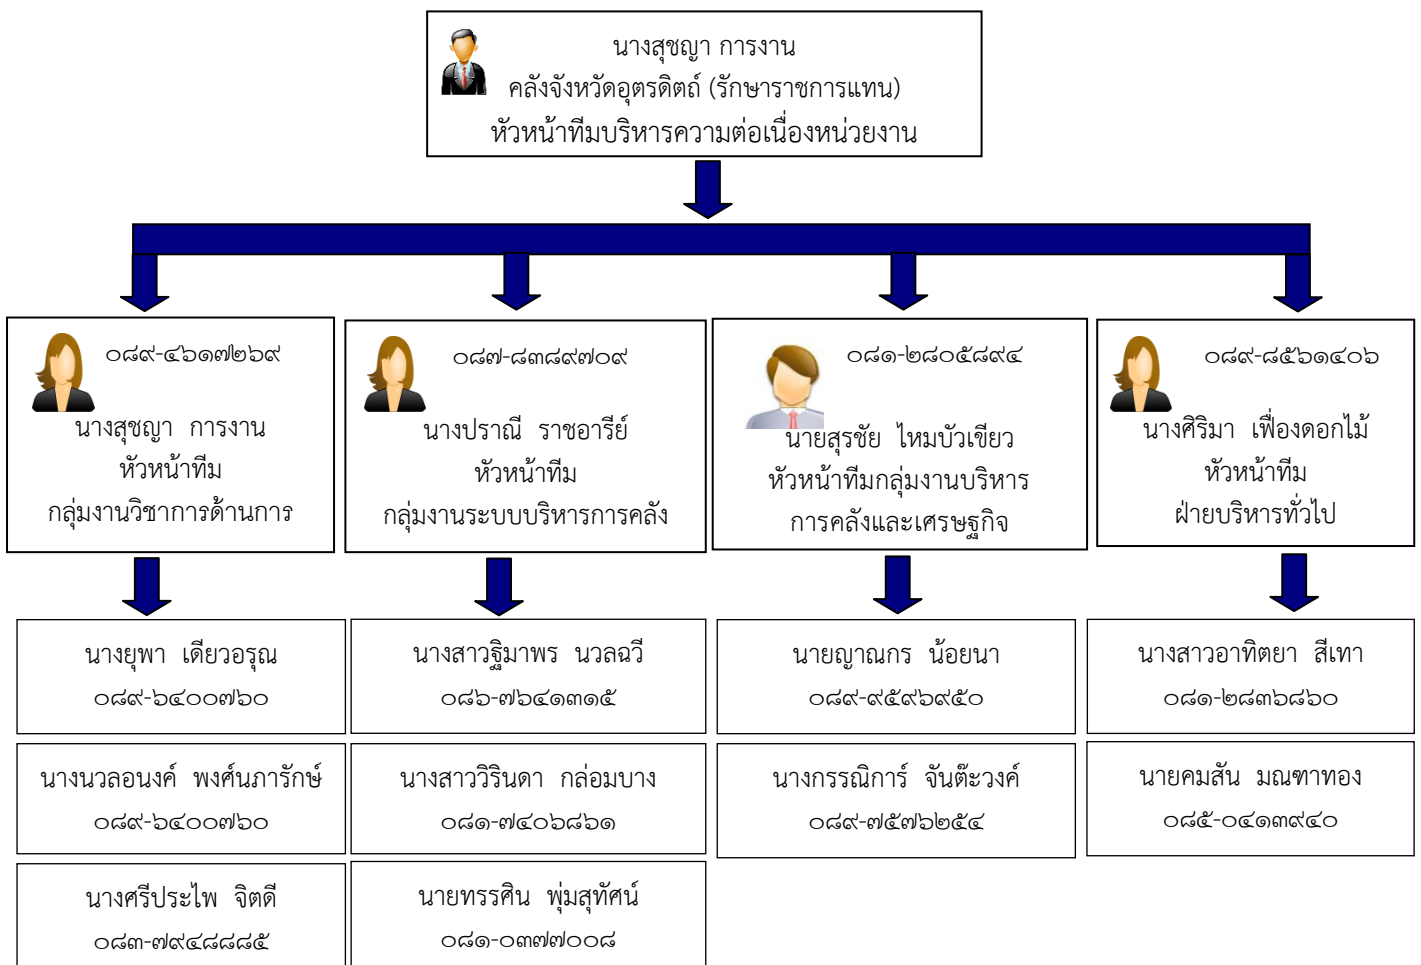 นางสุชญา การงาน
คลังจังหวัดอุตรดิตถ์ (รักษาราชการแทน)
หัวหน้าทีมบริหารความต่อเนื่องหน่วยงาน
๐๘๙-๔๖๑๗๒๖๙
นางสุชญา การงาน
หัวหน้าทีม
กลุ่มงานวิชาการด้านการ
๐๘๗-๘๓๘๙๗๐๙
นางปราณี ราชอารีย์
หัวหน้าทีม
กลุ่มงานระบบบริหารการคลัง
๐๘๑-๒๘๐๕๘๙๔
นายสุรชัย ไหมบัวเขียว
หัวหน้าทีมกลุ่มงานบริหาร
การคลังและเศรษฐกิจ
๐๘๙-๘๕๖๑๔๐๖
นางศิริมา เฟื่องดอกไม้
หัวหน้าทีม
ฝ่ายบริหารทั่วไป
นางยุพา เดียวอรุณ
๐๘๙-๖๔๐๐๗๖๐
นางนวลอนงค์ พงศ์นภารักษ์
๐๘๙-๖๔๐๐๗๖๐
นางศรีประไพ จิตดี
๐๘๓-๗๙๔๘๘๘๕
นางสาวฐิมาพร นวลฉวี
๐๘๖-๗๖๔๑๓๑๕
นางสาววิรินดา กล่อมบาง
๐๘๑-๗๔๐๖๘๖๑
นายทรรศิน พุ่มสุทัศน์
๐๘๑-๐๓๗๗๐๐๘
นายญาณกร น้อยนา
๐๘๙-๙๕๙๖๙๕๐
นางกรรณิการ์ จันต๊ะวงค์
๐๘๙-๗๕๗๖๒๕๔
นางสาวอาทิตยา สีเทา
๐๘๑-๒๘๓๖๘๖๐
นายคมสัน มณฑาทอง
๐๘๕-๐๔๑๓๙๔๐